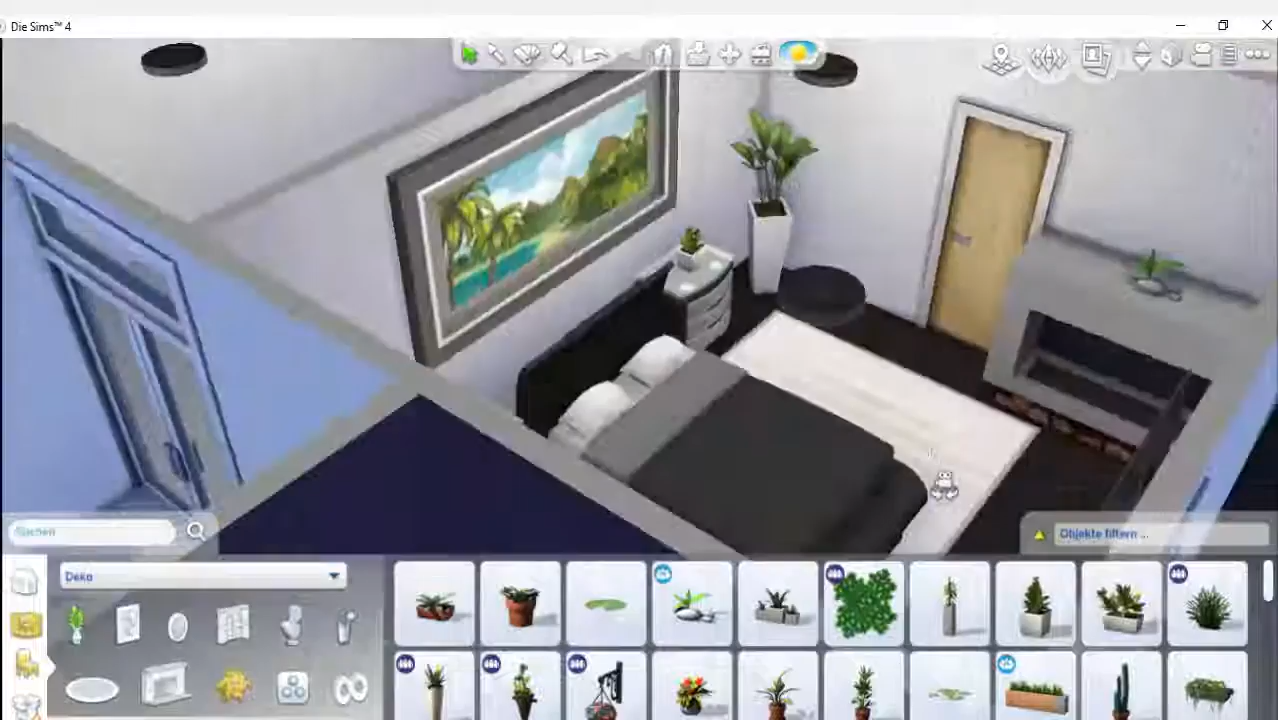 Die Sims™ 4
Suchen
Objekte filtern ...
Deko